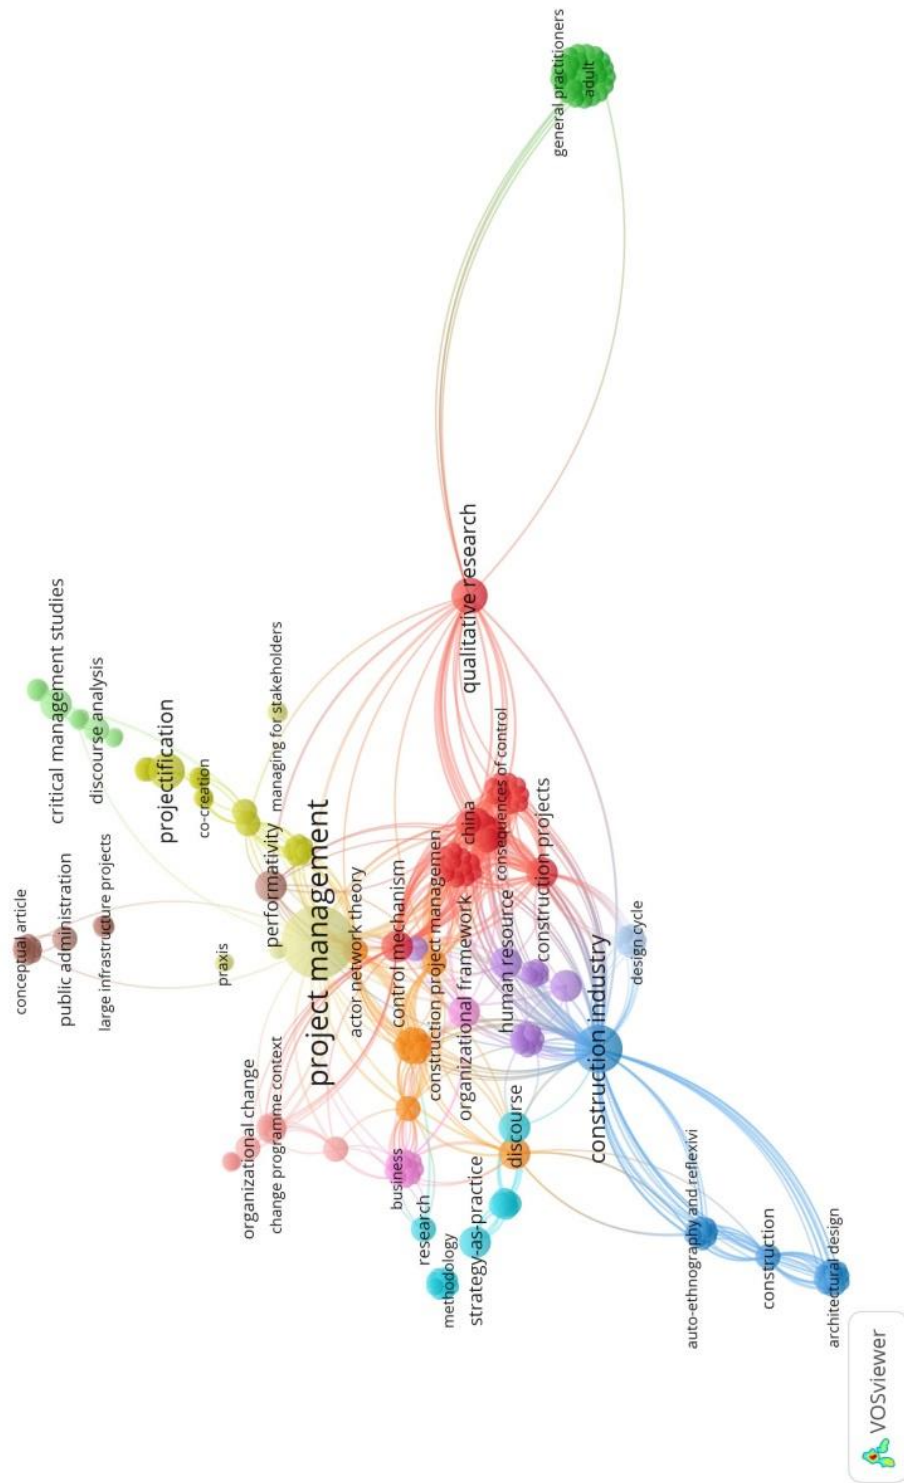 conceptual article
public administration
large infrastructure projects
critical management studies
discourse analysis
projectification
co-creation
managing for stakeholders
praxis
performativity
project management
actor network theory
organizational change
change programme context
control mechanism
construction project managemen
organizational framework
china
consequences of control
qualitative research
general practitioners
adult
business
research
methodology
strategy-as-practice
discourse
human resource
construction projects
construction industry
design cycle
auto-ethnography and reflexivi
construction
architectural design
VOSviewer